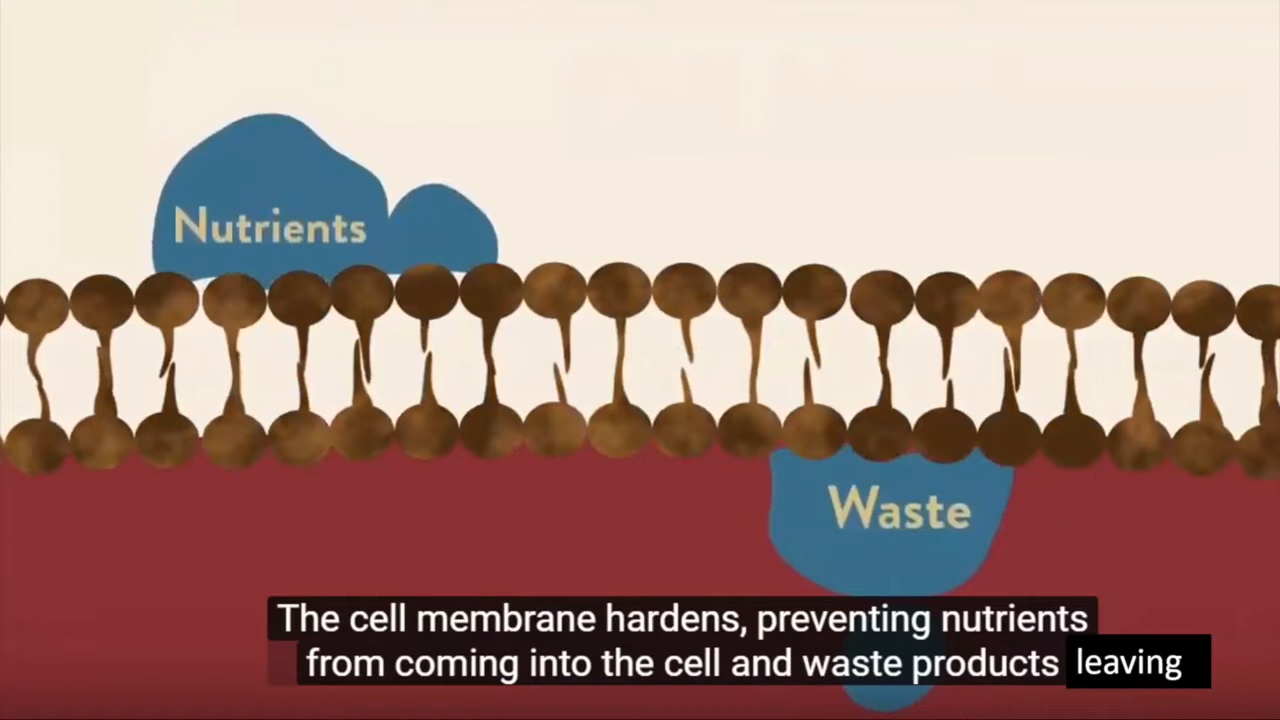 Nutrients
Waste
The cell membrane hardens, preventing nutrients
from coming into the cell and waste products leaving